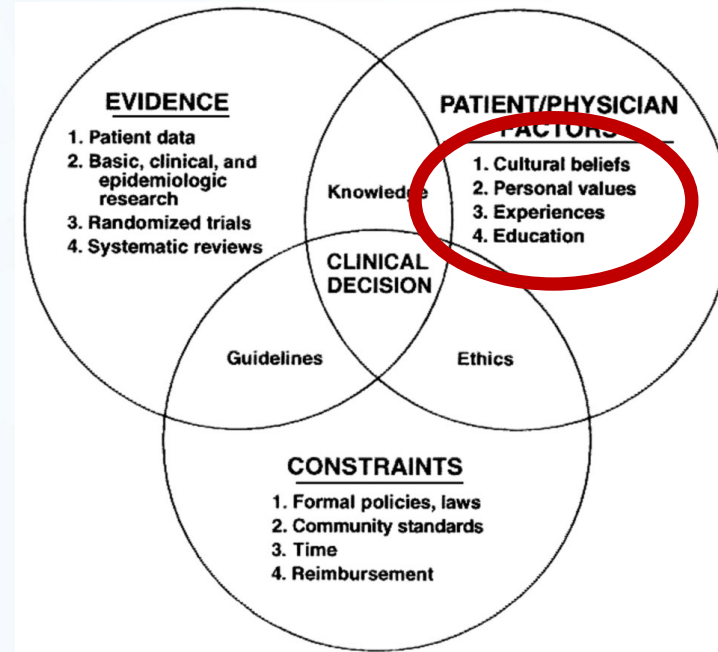 EVIDENCE
1. Patient data
2. Basic, clinical, and
epidemiologic
research
3. Randomized trials
4. Systematic reviews
PATIENT/PHYSICIAN
FACTORS
1. Cultural beliefs
2. Personal values
3. Experiences
4. Education
Knowledge
CLINICAL
DECISION
Guidelines
Ethics
CONSTRAINTS
1. Formal policies, laws
2. Community standards
3. Time
4. Reimbursement